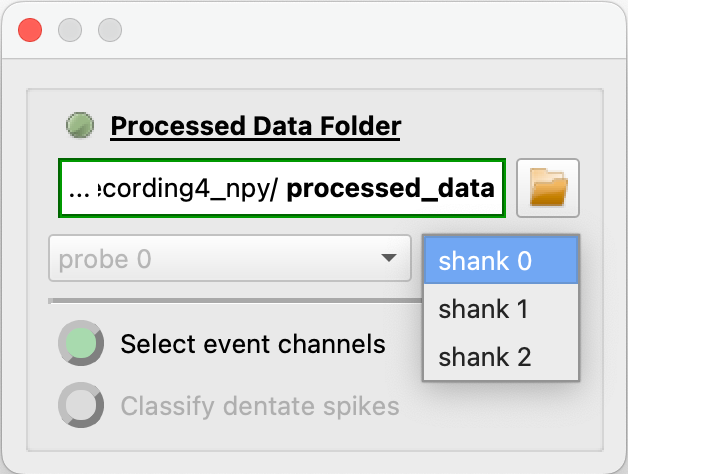 Processed Data Folder
... ecording4_npy/ processed_data
probe 0
shank 0
shank 1
shank 2
Select event channels
Classify dentate spikes